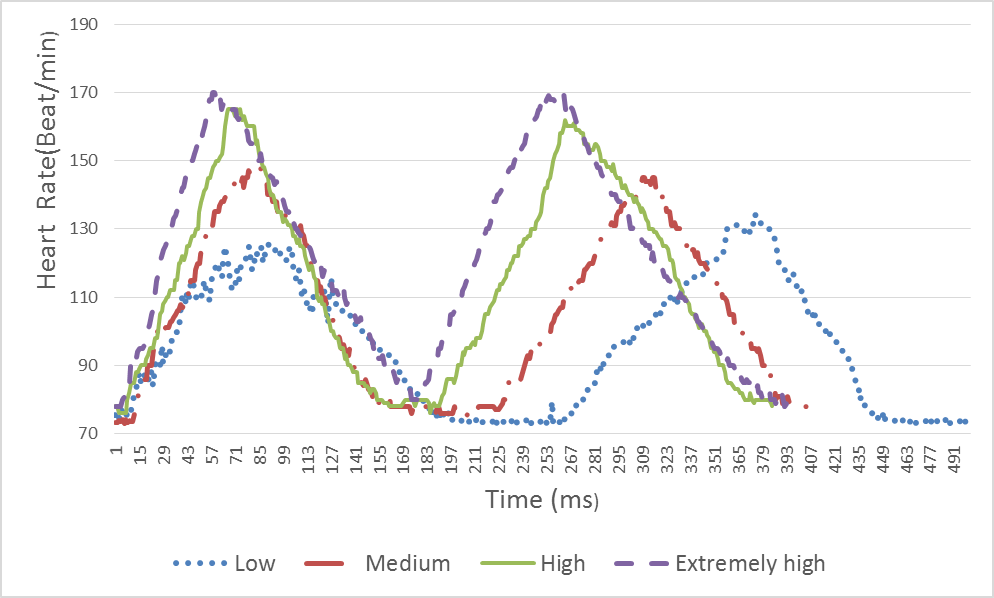 190
170
150
130
110
90
70
Heart Rate(Beat/min)
1 15 29 43 57 71 85 99 113 127 141 155 169 183 197 211 225 239 253 267 281 295 309 323 337 351 365 379 393 407 421 435 449 463 477 491
Time (ms)
Low Medium High Extremely high